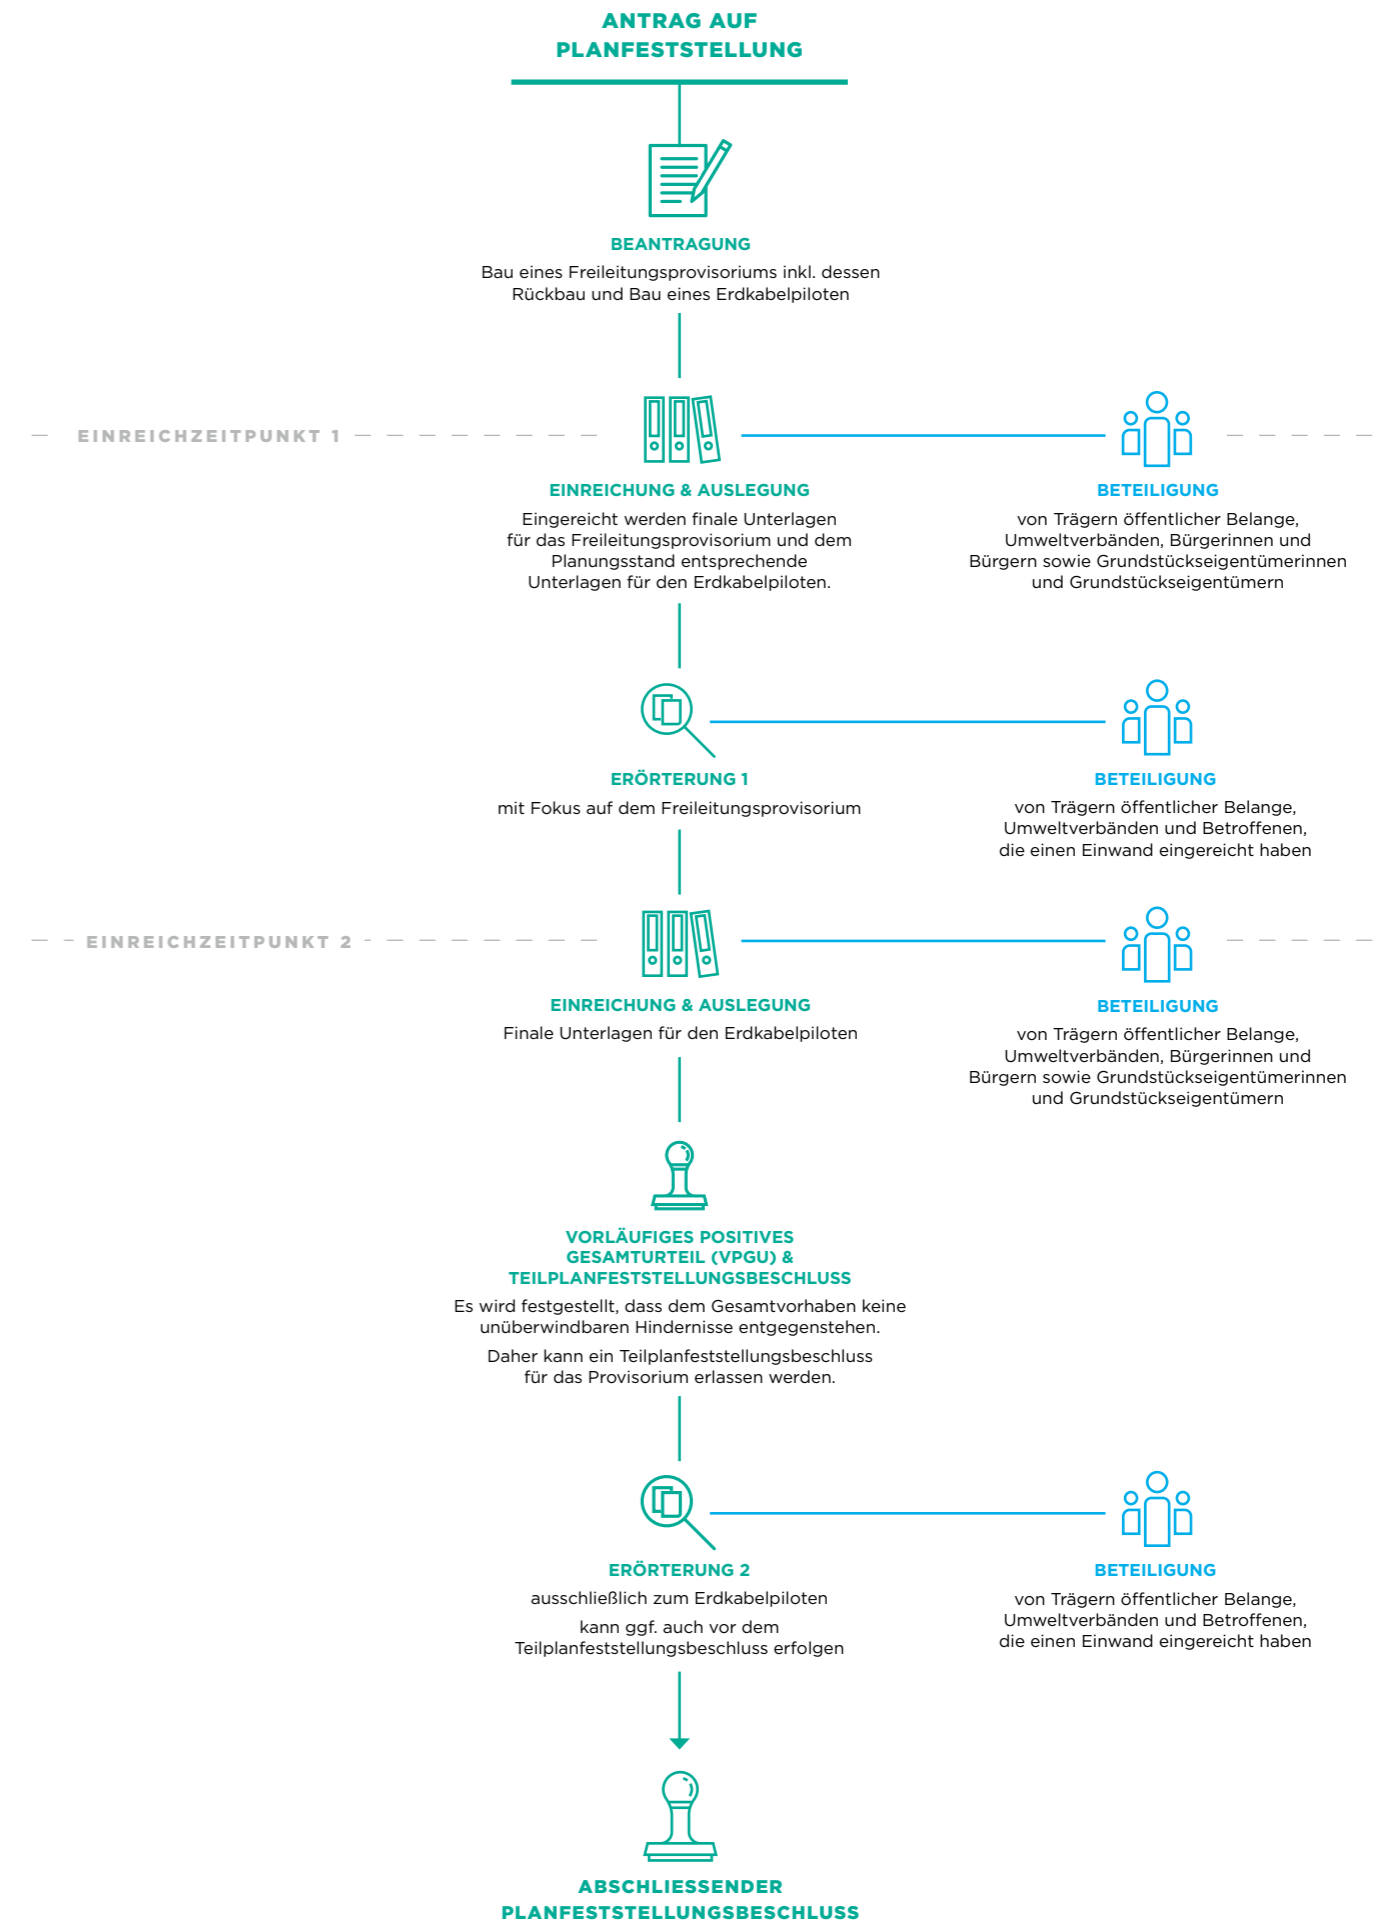 ANTRAG AUF
PLANFESTSTELLUNG
BEANTRAGUNG
Bau eines Freileitungsprovisoriums inkl. dessen
Rückbau und Bau eines Erdkabelpiloten
EINREICHZEITPUNKT 1
EINREICHUNG & AUSLEGUNG
Eingereicht werden finale Unterlagen
für das Freileitungsprovisorium und dem
Planungsstand entsprechende
Unterlagen für den Erdkabelpiloten.
BETEILIGUNG
von Trägern öffentlicher Belange,
Umweltverbänden, Bürgerinnen und
Bürgern sowie Grundstückseigentümerinnen
und Grundstückseigentümern
ERÖRTERUNG 1
mit Fokus auf dem Freileitungsprovisorium
BETEILIGUNG
von Trägern öffentlicher Belange,
Umweltverbänden und Betroffenen,
die einen Einwand eingereicht haben
EINREICHZEITPUNKT 2
EINREICHUNG & AUSLEGUNG
Finale Unterlagen für den Erdkabelpiloten
BETEILIGUNG
von Trägern öffentlicher Belange,
Umweltverbänden, Bürgerinnen und
Bürgern sowie Grundstückseigentümerinnen
und Grundstückseigentümern
VORLÄUFIGES POSITIVES
GESAMTURTEIL (VPGU) &
TEILPLANFESTSTELLUNGSBESCHLUSS
Es wird festgestellt, dass dem Gesamtvorhaben keine
unüberwindbaren Hindernisse entgegenstehen.
Daher kann ein Teilplanfeststellungsbeschluss
für das Provisorium erlassen werden.
ERÖRTERUNG 2
ausschließlich zum Erdkabelpiloten
kann ggf. auch vor dem
Teilplanfeststellungsbeschluss erfolgen
BETEILIGUNG
von Trägern öffentlicher Belange,
Umweltverbänden und Betroffenen,
die einen Einwand eingereicht haben
ABSCHLIESSENDER
PLANFESTSTELLUNGSBESCHLUSS